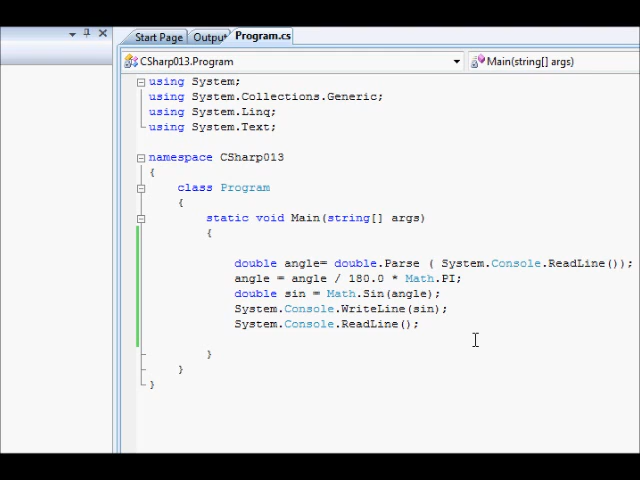 Start Page Output Program.cs
CSharp013.Program Main(string[] args)
using System;
using System.Collections.Generic;
using System.Linq;
using System.Text;
namespace CSharp013
{
class Program
{
static void Main(string[] args)
{
double angle= double.Parse ( System.Console.ReadLine());
angle = angle / 180.0 * Math.PI;
double sin = Math.Sin(angle);
System.Console.WriteLine(sin);
System.Console.ReadLine();
}
}
}